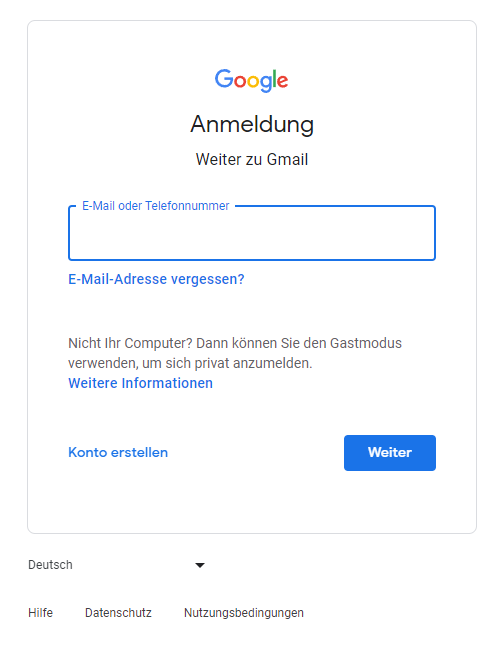 Google
Anmeldung
Weiter zu Gmail
E-Mail oder Telefonnummer
E-Mail-Adresse vergessen?
Nicht Ihr Computer? Dann können Sie den Gastmodus
verwenden, um sich privat anzumelden.
Weitere Informationen
Konto erstellen
Weiter
Deutsch
Hilfe Datenschutz Nutzungsbedingungen